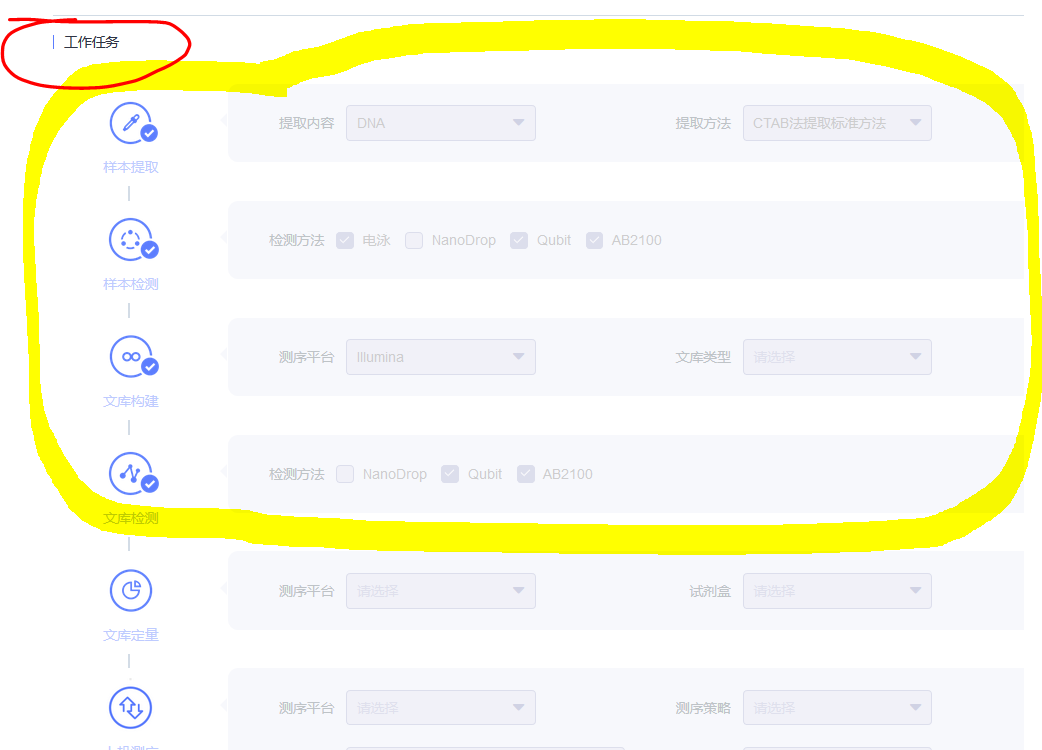 工作任务
提取内容 DNA 提取方法 CTAB法提取标准方法
样本提取
检测方法 电泳 NanoDrop Qubit AB2100
样本检测
测序平台 Illumina 文库类型 请选择
文库构建
检测方法 NanoDrop Qubit AB2100
文库检测
测序平台 请选择 试剂盒 请选择
文库定量
测序平台 请选择 测序策略 请选择